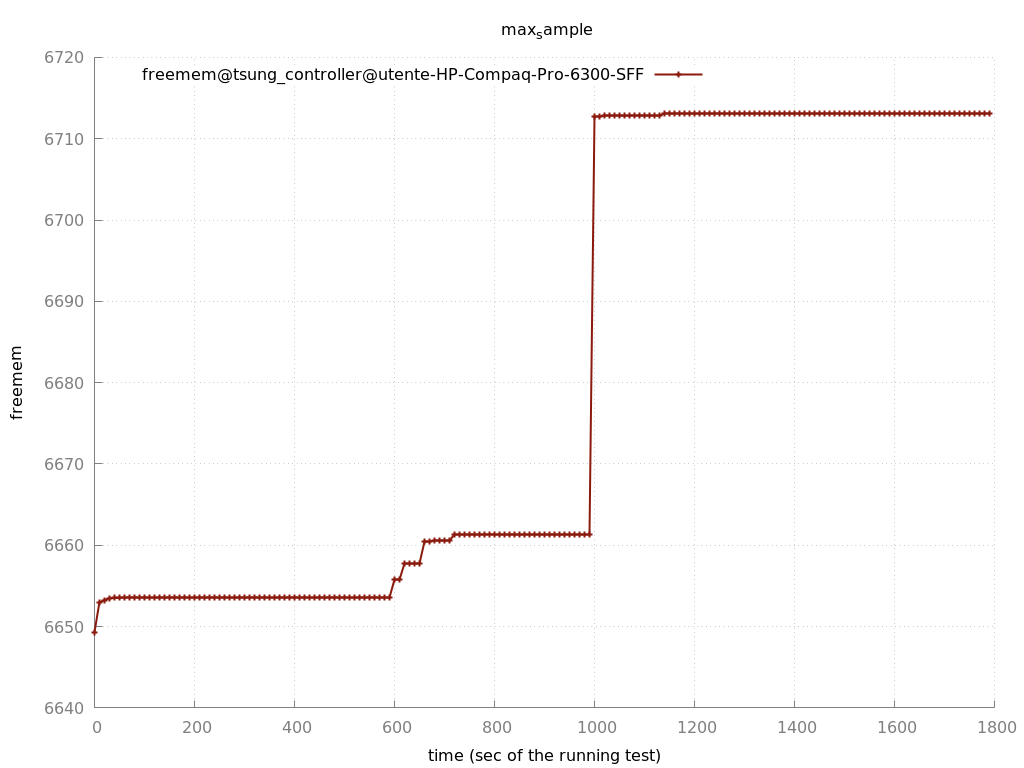 maxsample
6720
freemem@tsung_controller@utente-HP-Compaq-Pro-6300-SFF
6710
6700
6690
6680
freemem
6670
6660
6650
6640
0 200 400 600 800 1000 1200 1400 1600 1800
time (sec of the running test)